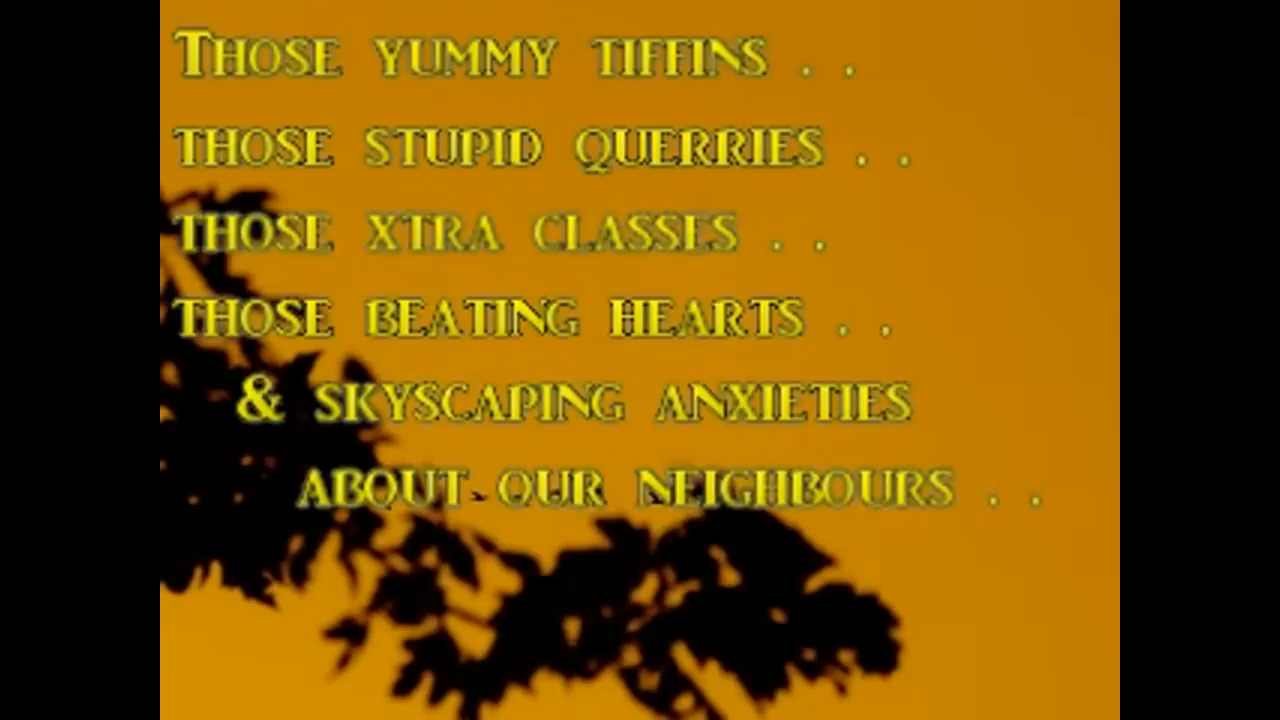 Those yummy tiffins . .
those stupid querries . .
those xtra classes . .
those beating hearts . .
& skyscaping anxieties
about our neighbours . .